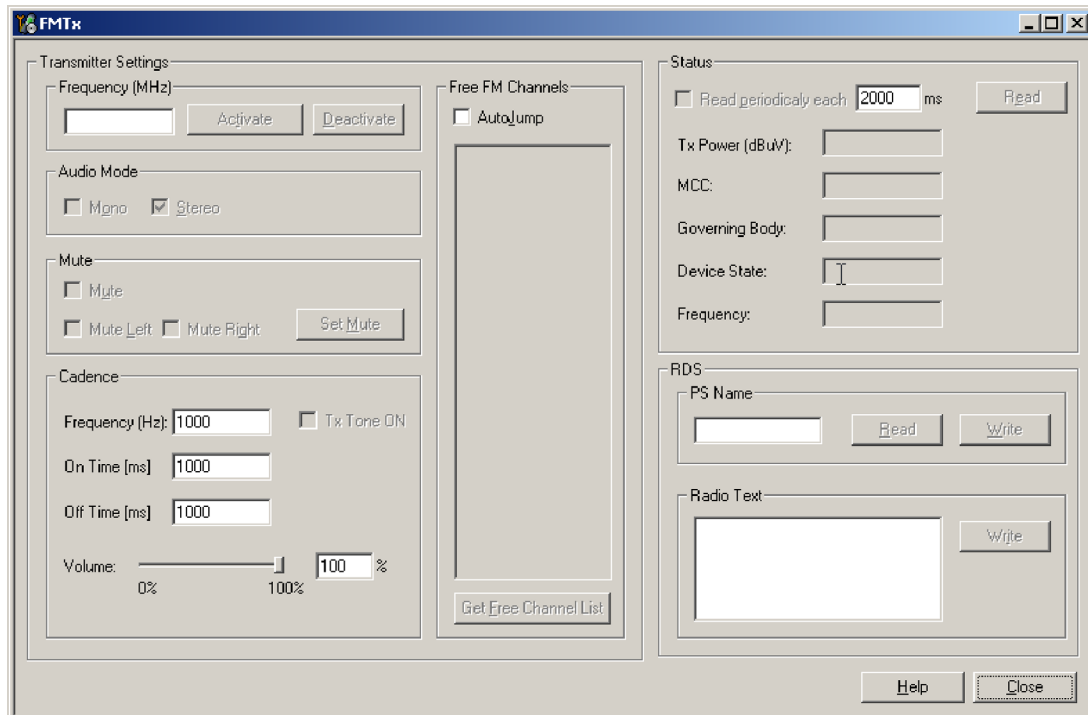 FMTx
Transmitter Settings
Frequency (MHz)
Activate
Deactivate
Audio Mode
Mono
Stereo
Mute
Mute
Mute Left
Mute Right
Set Mute
Cadence
Frequency (Hz): 1000
Tx Tone ON
On Time [ms] 1000
Off Time [ms] 1000
Volume: 100 %
0% 100%
Free FM Channels
AutoJump
Get Free Channel List
Status
Read periodicaly each 2000 ms
Read
Tx Power (dBuV):
MCC:
Governing Body:
Device State:
Frequency:
RDS
PS Name
Read
Write
Radio Text
Write
Help
Close